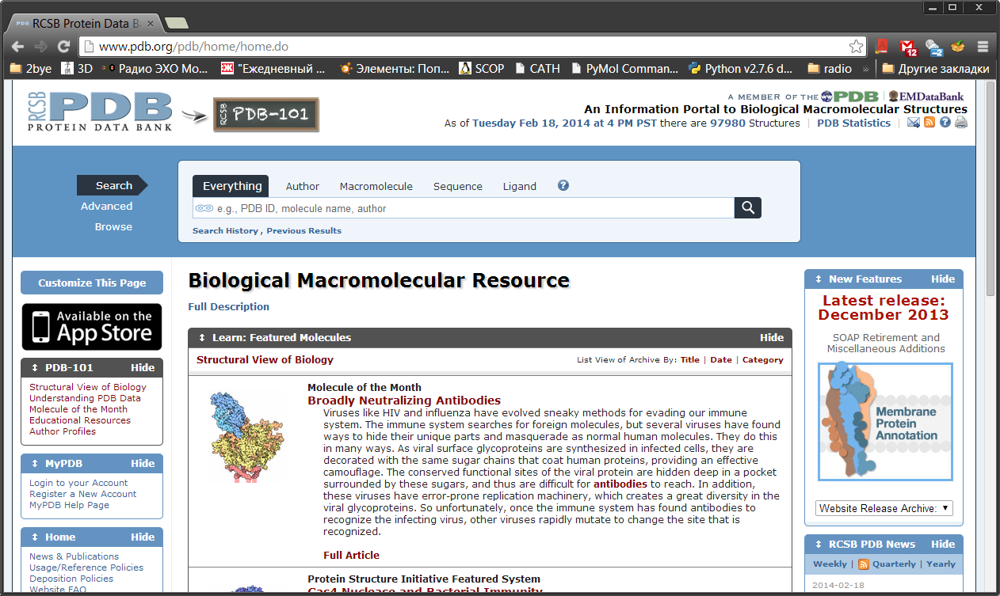 RCSB Protein Data B
www.pdb.org/pdb/home/home.do
12
-2
2bye
3D
Радио ЭХО Мо...
"Ежедневный ...
Элементы: Поп...
SCOP
CATH
PyMol Comman...
Python v2.7.6 d...
radio
»
Другие закладки
RCSB PDB
PROTEIN DATA BANK
RCSB PDB-101
A MEMBER OF THE PDB | EMDataBank
An Information Portal to Biological Macromolecular Structures
As of Tuesday Feb 18, 2014 at 4 PM PST there are 97980 Structures | PDB Statistics |
Search
Advanced
Browse
Everything Author Macromolecule Sequence Ligand ?
e.g., PDB ID, molecule name, author
Search History , Previous Results
Customize This Page
Available on the
App Store
PDB-101 Hide
Structural View of Biology
Understanding PDB Data
Molecule of the Month
Educational Resources
Author Profiles
MyPDB Hide
Login to your Account
Register a New Account
MyPDB Help Page
Home Hide
News & Publications
Usage/Reference Policies
Deposition Policies
Website FAQ
Biological Macromolecular Resource
Full Description
Learn: Featured Molecules Hide
Structural View of Biology
List View of Archive By: Title | Date | Category
Molecule of the Month
Broadly Neutralizing Antibodies
Viruses like HIV and influenza have evolved sneaky methods for evading our immune
system. The immune system searches for foreign molecules, but several viruses have found
ways to hide their unique parts and masquerade as normal human molecules. They do this
in many ways. As viral surface glycoproteins are synthesized in infected cells, they are
decorated with the same sugar chains that coat human proteins, providing an effective
camouflage. The conserved functional sites of the viral protein are hidden deep in a pocket
surrounded by these sugars, and thus are difficult for antibodies to reach. In addition,
these viruses have error-prone replication machinery, which creates a great diversity in the
viral glycoproteins. So unfortunately, once the immune system has found antibodies to
recognize the infecting virus, other viruses rapidly mutate to change the site that is
recognized.
Full Article
Protein Structure Initiative Featured System
Cas4 Nuclease and Bacterial Immunity
New Features Hide
Latest release:
December 2013
SOAP Retirement and
Miscellaneous Additions
Membrane
Protein
Annotation
Website Release Archive:
RCSB PDB News Hide
Weekly | Quarterly | Yearly
2014-02-18